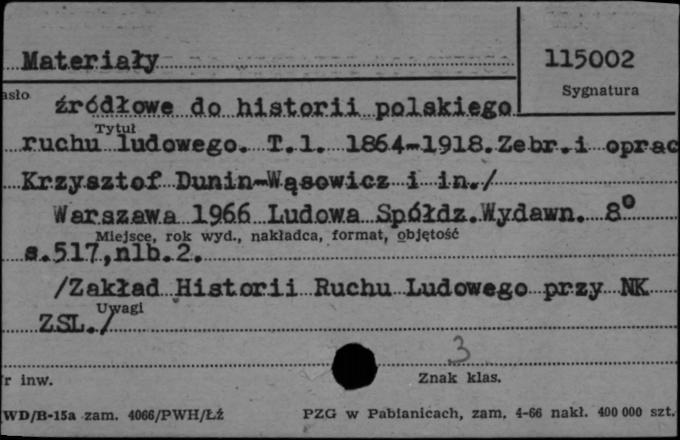 Materiały 115002
asło Sygnatura
źródłowe do historii polskiego
Tytuł
ruchu ludowego. T.1. 1864-1918. Zebr. i oprac
Krzysztof Dunin-Wąsowicz i in./
Warszawa 1966 Ludowa Spółdz. Wydawn. 8°
Miejsce, rok wyd., nakładca, format, objętość
s.517,nlb.2.
/Zakład Historii Ruchu Ludowego przy NK
Uwagi
ZSL./
3
r inw. Znak klas.
WD/B-15a zam. 4066/PWH/Łź PZG w Pabianicach, zam. 4-66 nakł. 400 000 szt.